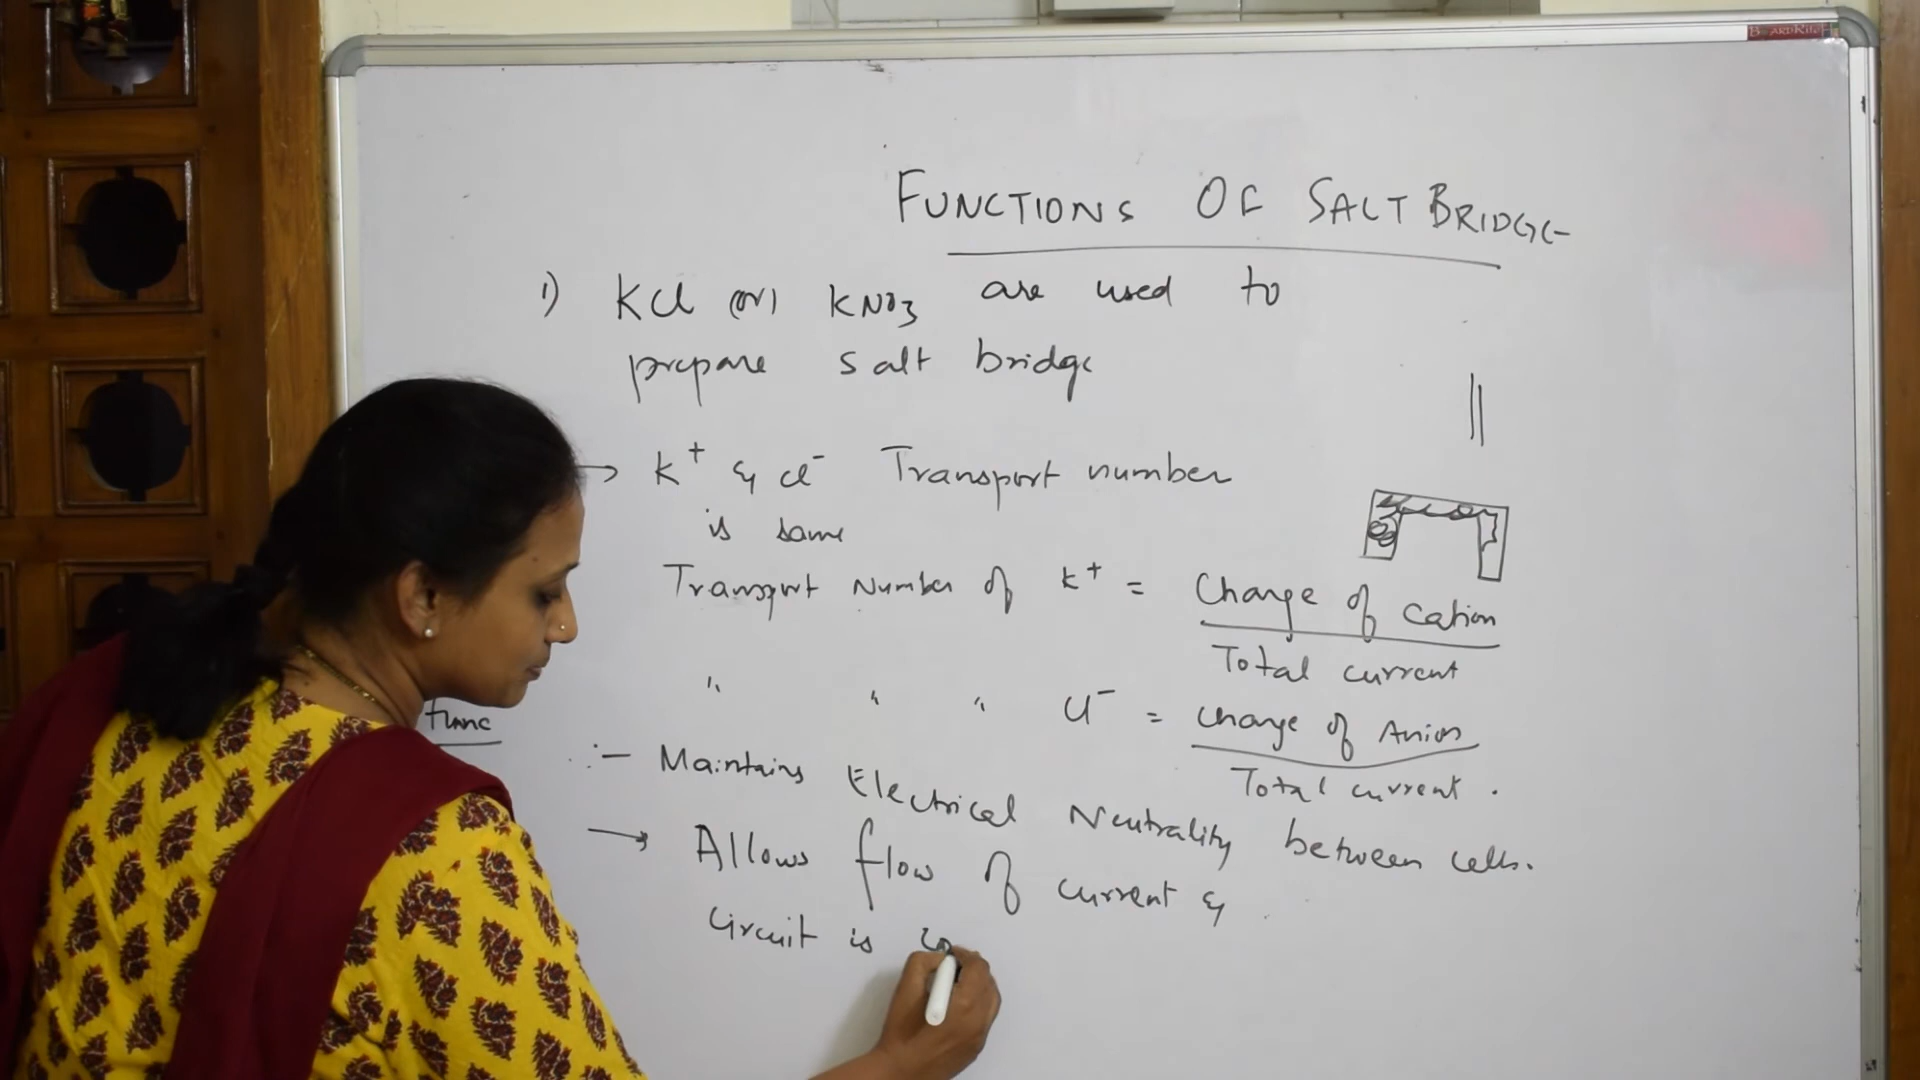 BOARDRITE
FUNCTIONS OF SALT BRIDGE
1) KCl (or) KNO3 are used to
prepare salt bridge
→ K+ & Cl- Transport number
is same
Transport Number of K+ = Charge of Cation
Total current
" " " Cl- = Charge of Anion
Total current .
func
:- Maintains Electrical Neutrality between cells.
→ Allows flow of current &
Circuit is co